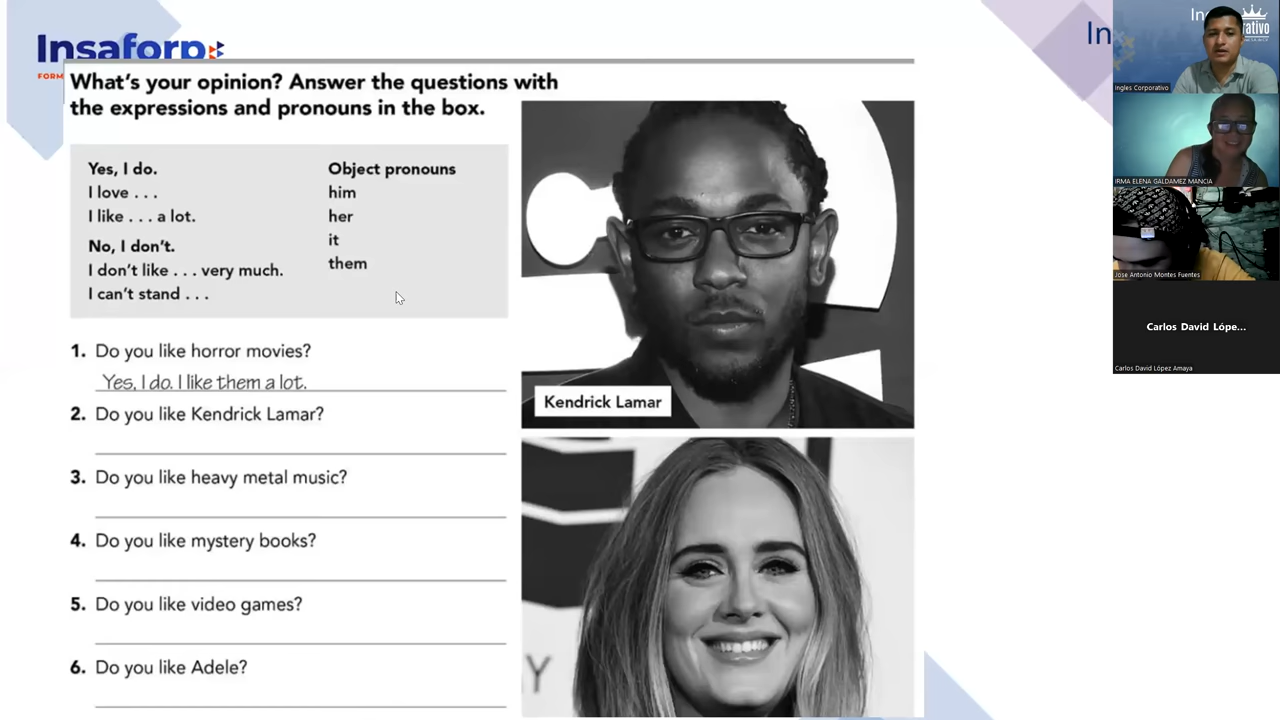 Insaforp
FORM
What's your opinion? Answer the questions with
the expressions and pronouns in the box.
Yes, I do.
I love . . .
I like . . . a lot.
No, I don't.
I don't like . . . very much.
I can't stand . . .
Object pronouns
him
her
it
them
1. Do you like horror movies?
Yes, I do. I like them a lot.
2. Do you like Kendrick Lamar?
3. Do you like heavy metal music?
4. Do you like mystery books?
5. Do you like video games?
6. Do you like Adele?
Kendrick Lamar
Y
In
In
rativo
Ingles Corporativo
IRMA ELENA GALDAMEZ MANCIA
Jose Antonio Montes Fuentes
Carlos David Lópe...
Carlos David López Amaya